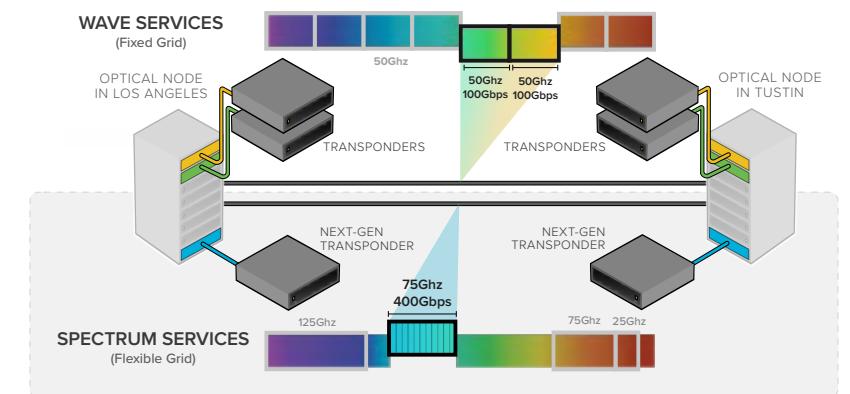 WAVE SERVICES
(Fixed Grid)
50Ghz
50Ghz
100Gbps
50Ghz
100Gbps
OPTICAL NODE
IN LOS ANGELES
OPTICAL NODE
IN TUSTIN
TRANSPONDERS
TRANSPONDERS
NEXT-GEN
TRANSPONDER
NEXT-GEN
TRANSPONDER
75Ghz
400Gbps
SPECTRUM SERVICES
(Flexible Grid)
125Ghz
75Ghz
25Ghz